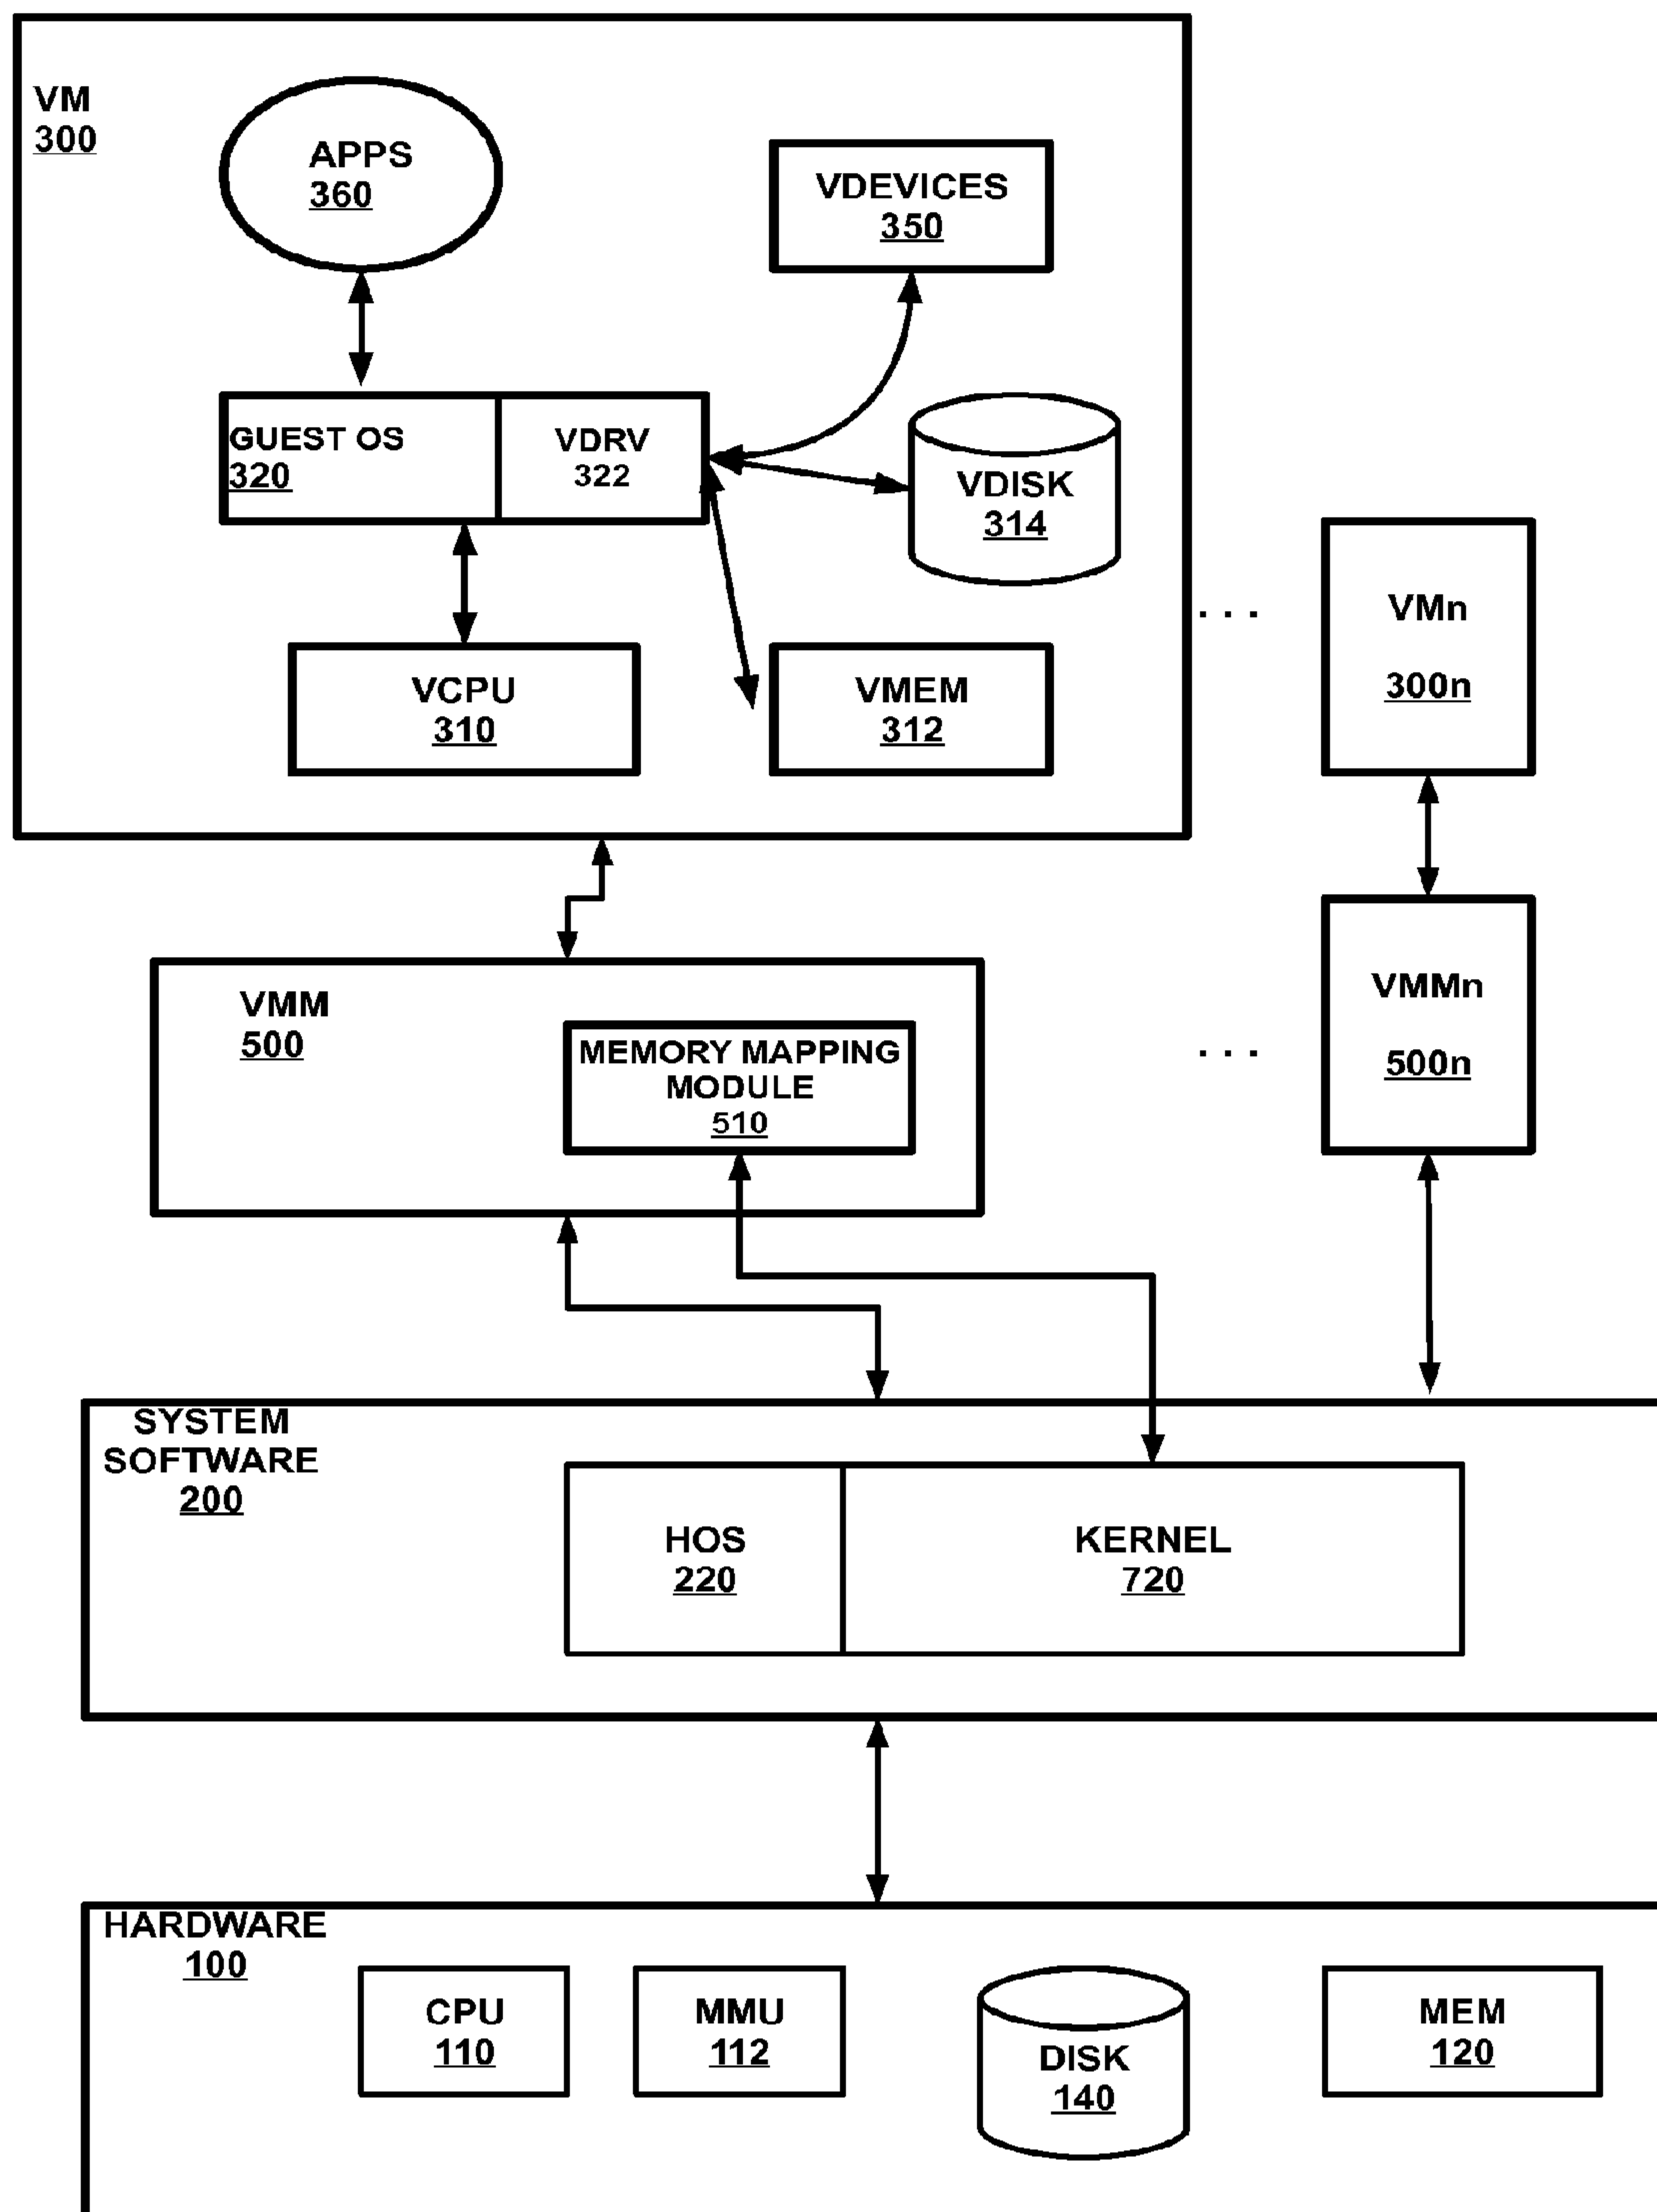 VM
300
APPS
360
VDEVICES
350
GUEST OS
320
VDRV
322
VDISK
314
VCPU
310
VMEM
312
. . .
VMn
300n
VMM
500
MEMORY MAPPING
MODULE
510
. . .
VMMn
500n
SYSTEM
SOFTWARE
200
HOS
220
KERNEL
720
HARDWARE
100
CPU
110
MMU
112
DISK
140
MEM
120